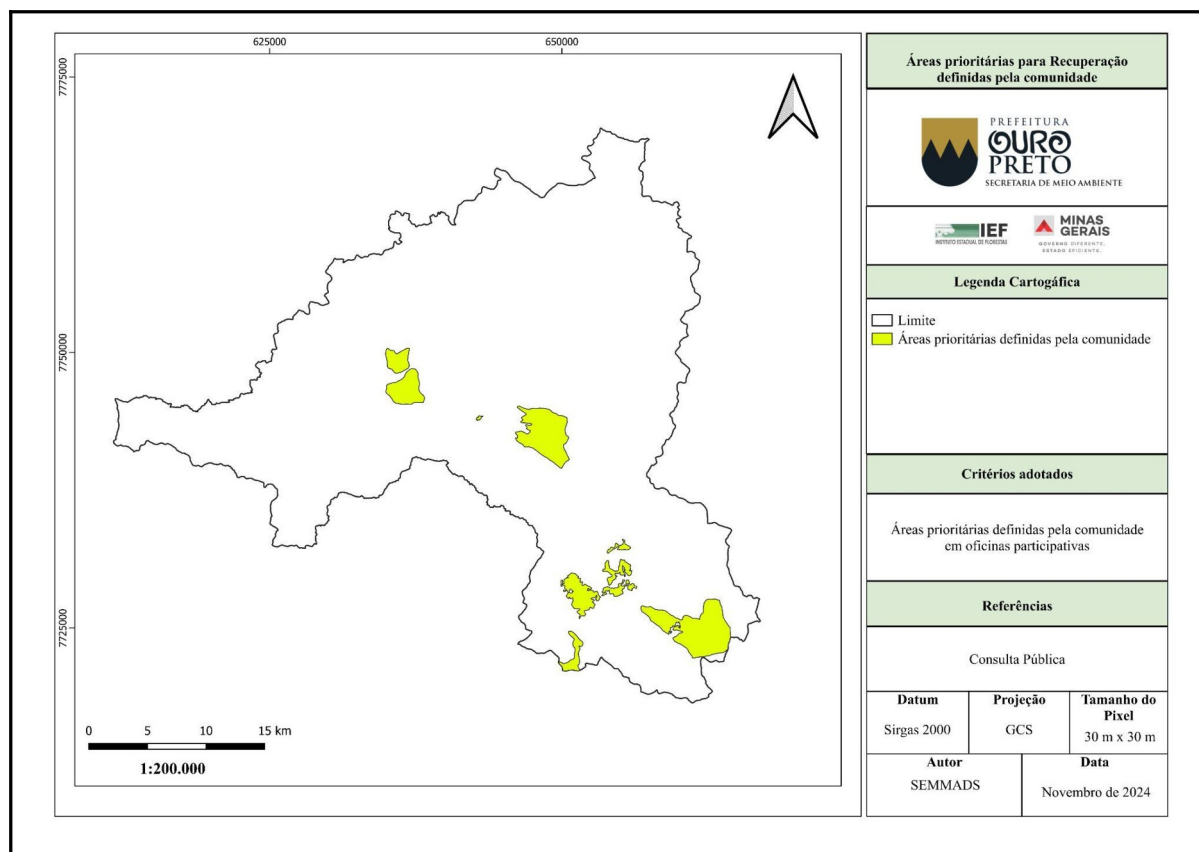 625000
650000
7775000
7750000
7725000
0 5 10 15 km
1:200.000
Áreas prioritárias para Recuperação
definidas pela comunidade
PREFEITURA
OURO
PRETO
SECRETARIA DE MEIO AMBIENTE
IEF
INSTITUTO ESTADUAL DE FLORESTAS
MINAS
GERAIS
GOVERNO DIFERENTE.
ESTADO EFICIENTE.
Legenda Cartogáfica
Limite
Áreas prioritárias definidas pela comunidade
Critérios adotados
Áreas prioritárias definidas pela comunidade
em oficinas participativas
Referências
Consulta Pública
Datum
Sirgas 2000
Projeção
GCS
Tamanho do
Pixel
30 m x 30 m
Autor
SEMMADS
Data
Novembro de 2024